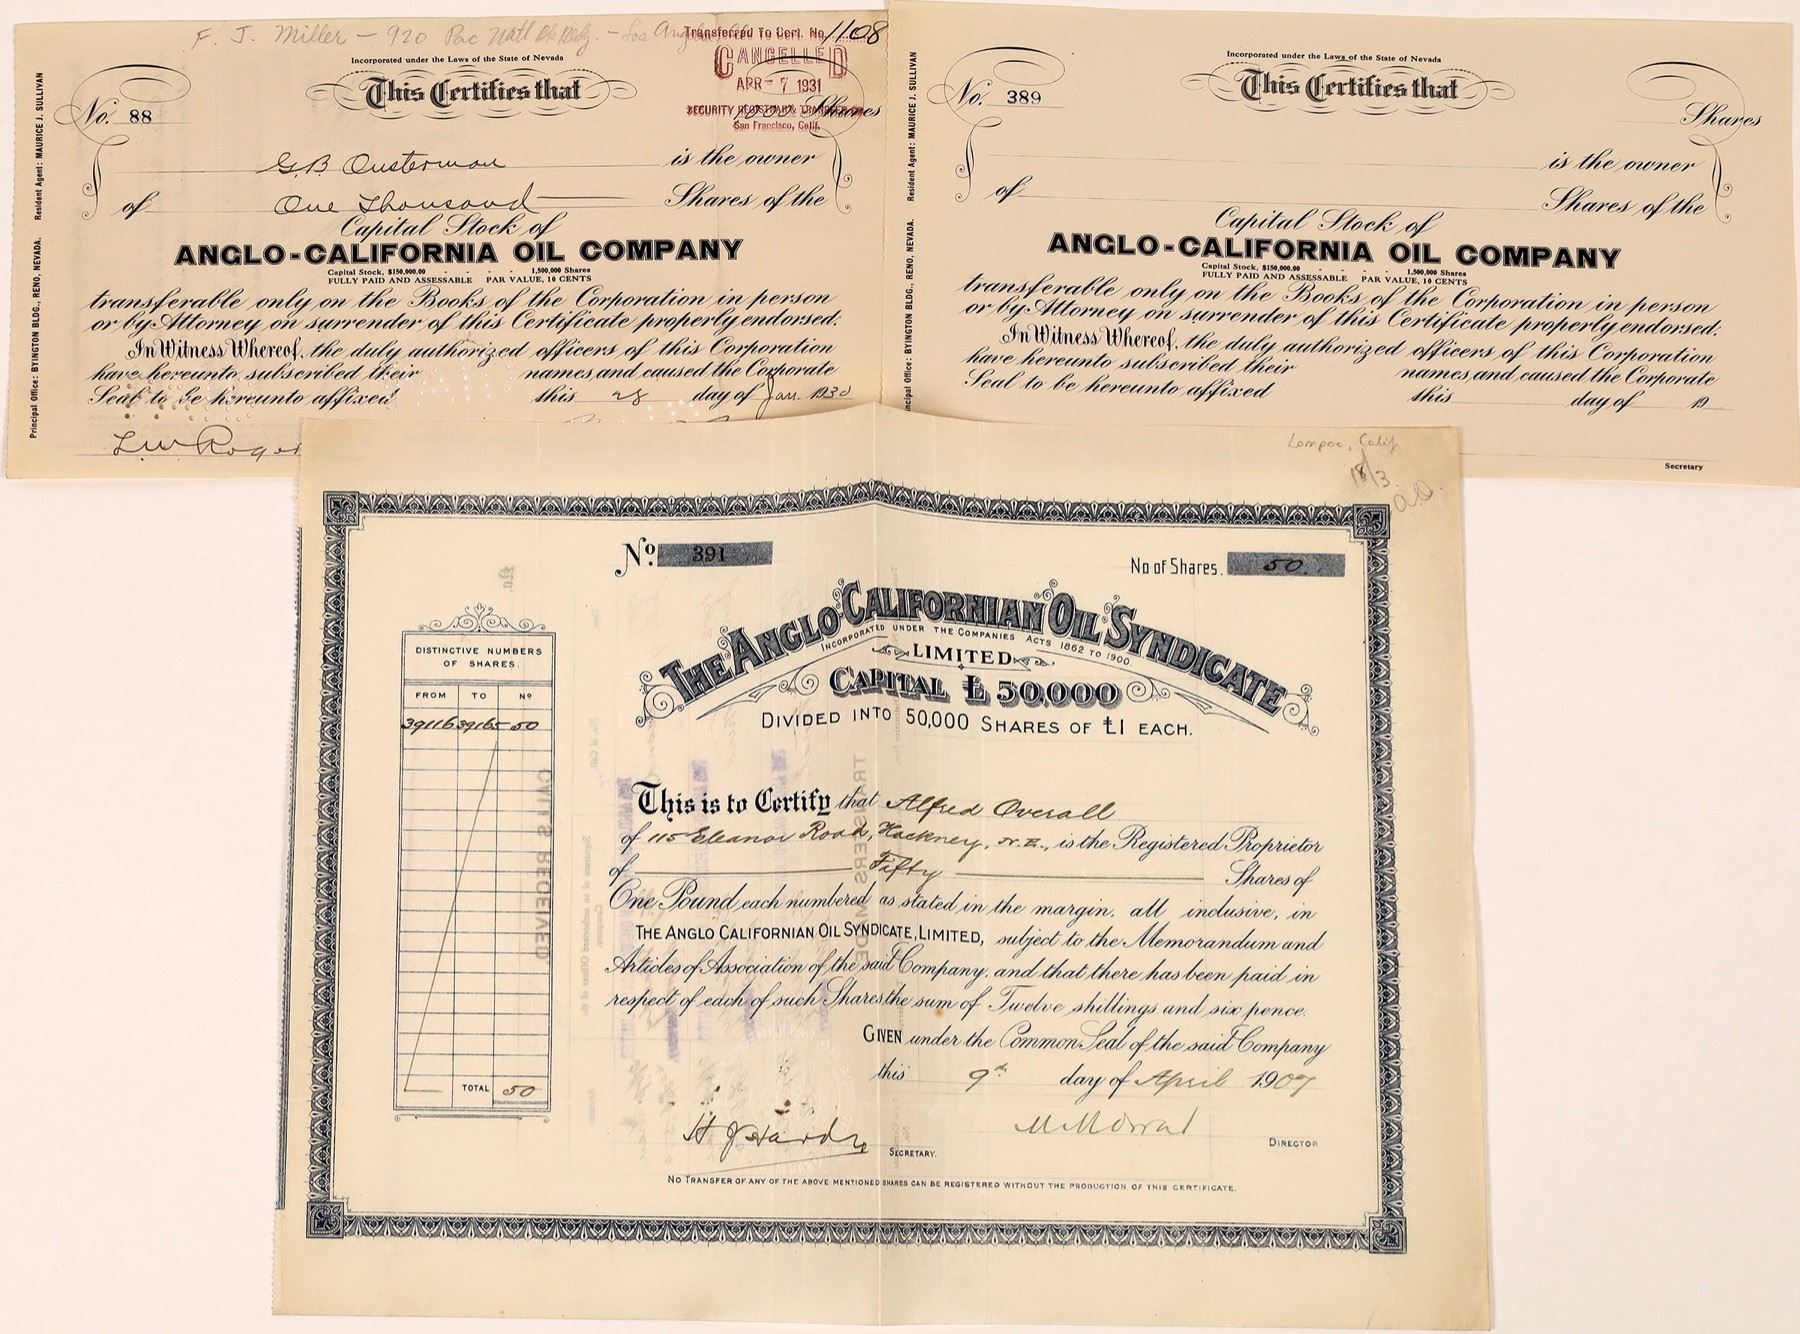 F. J. Miller - 920 Pac Nat'l Bk Bldg. - Los Angeles
Transferred To Cert. No. 1108
CANCELLED
APR - 7 1931
SECURITY REGISTRAR & TRANSFER CO.
San Francisco, Calif.
Incorporated under the Laws of the State of Nevada
This Certifies that
No. 88
1000 Shares
G.B. Ousterman is the owner
of One Thousand Shares of the
Capital Stock of
ANGLO-CALIFORNIA OIL COMPANY
Capital Stock, $150,000.00 - - - 1,500,000 Shares
FULLY PAID AND ASSESSABLE PAR VALUE, 10 CENTS
transferable only on the Books of the Corporation in person
or by Attorney on surrender of this Certificate properly endorsed.
In Witness Whereof, the duly authorized officers of this Corporation
have hereunto subscribed their names, and caused the Corporate
Seal to be hereunto affixed this 28 day of Jan. 1930
L W Roger
Principal Office: BYINGTON BLDG., RENO, NEVADA. Resident Agent: MAURICE J. SULLIVAN
Incorporated under the Laws of the State of Nevada
This Certifies that
No. 389
Shares
is the owner
of Shares of the
Capital Stock of
ANGLO-CALIFORNIA OIL COMPANY
Capital Stock, $150,000.00 - - - 1,500,000 Shares
FULLY PAID AND ASSESSABLE PAR VALUE, 10 CENTS
transferable only on the Books of the Corporation in person
or by Attorney on surrender of this Certificate properly endorsed.
In Witness Whereof, the duly authorized officers of this Corporation
have hereunto subscribed their names, and caused the Corporate
Seal to be hereunto affixed this day of 19
Secretary
ncipal Office: BYINGTON BLDG., RENO, NEVADA. Resident Agent: MAURICE J. SULLIVAN
Lompoc, Calif
18/3.
No. 391
No of Shares. 50.
THE ANGLO CALIFORNIAN OIL SYNDICATE
INCORPORATED UNDER THE COMPANIES ACTS 1862 TO 1900.
LIMITED
CAPITAL £50,000
DIVIDED INTO 50,000 SHARES OF £1 EACH.
DISTINCTIVE NUMBERS
OF SHARES.
FROM TO No
39116 39165 50
TOTAL 50
This is to Certify that Alfred Overall
of 115 Eleanor Road, Hackney, N.E., is the Registered Proprietor
of Fifty Shares of
One Pound each numbered as stated in the margin, all inclusive, in
THE ANGLO CALIFORNIAN OIL SYNDICATE, LIMITED, subject to the Memorandum and
Articles of Association of the said Company, and that there has been paid in
respect of each of such Shares the sum of Twelve shillings and six pence.
GIVEN under the Common Seal of the said Company
this 9th day of April 1907
H J Hardy
SECRETARY.
DIRECTOR
NO TRANSFER OF ANY OF THE ABOVE MENTIONED SHARES CAN BE REGISTERED WITHOUT THE PRODUCTION OF THIS CERTIFICATE.
CALLS RECEIVED
TRANSFERS MADE